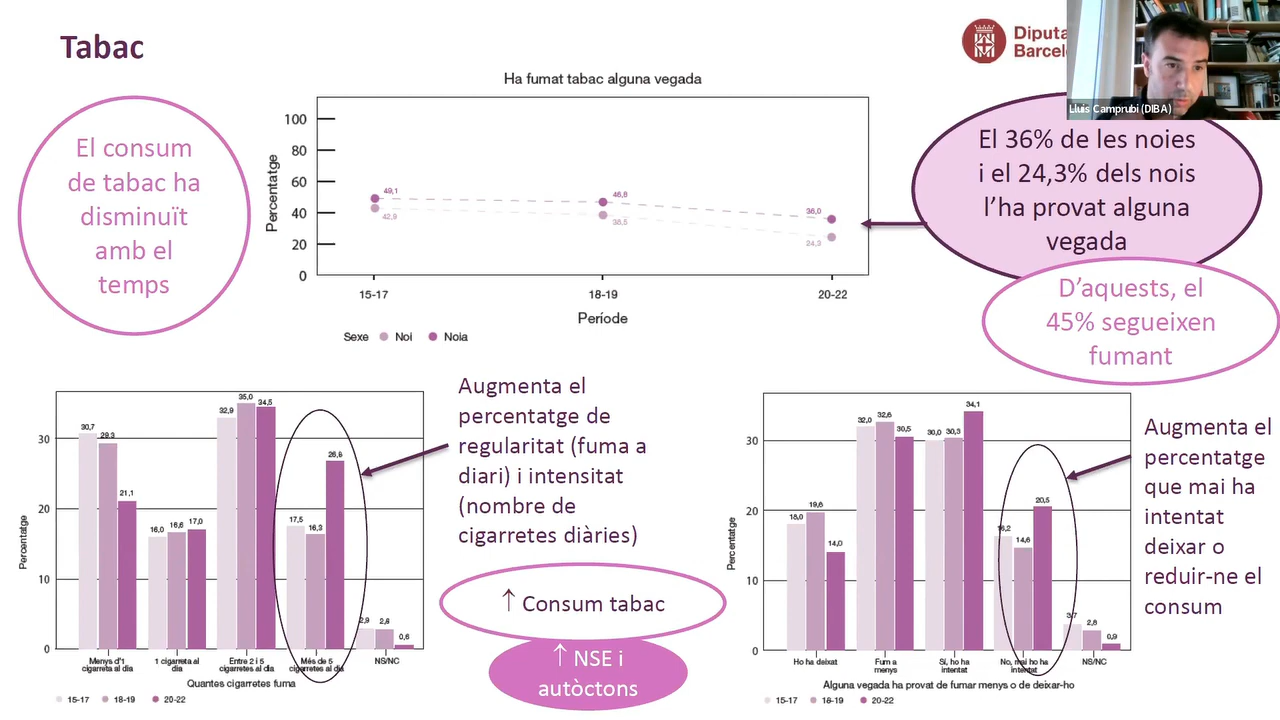 Tabac
Diputa
Barcel
Lluís Camprubí (DIBA)
Ha fumat tabac alguna vegada
El consum
de tabac ha
disminuït
amb el
temps
Percentatge
100
80
60
40
20
0
49,1
42,9
46,8
38,5
36,0
24,3
15-17
18-19
20-22
Període
Sexe Noi Noia
El 36% de les noies
i el 24,3% dels nois
l'ha provat alguna
vegada
D'aquests, el
45% segueixen
fumant
Percentatge
30
20
10
0
30,7
29,3
21,1
16,0
16,6
17,0
32,9
35,0
34,5
17,5
16,3
26,8
2,9
2,8
0,6
Menys d'1
cigarreta al dia
1 cigarreta al
dia
Entre 2 i 5
cigarretes al dia
Més de 5
cigarretes al dia
NS/NC
Quantes cigarretes fuma
15-17 18-19 20-22
Augmenta el
percentatge de
regularitat (fuma a
diari) i intensitat
(nombre de
cigarretes diàries)
↑ Consum tabac
↑ NSE i
autòctons
Percentatge
30
20
10
0
18,0
19,8
14,0
32,0
32,6
30,5
30,0
30,3
34,1
16,2
14,6
20,5
3,7
2,8
0,9
Ho ha deixat
Fum a
menys
Sí, ho ha
intentat
No, mai ho ha
intentat
NS/NC
Alguna vegada ha provat de fumar menys o de deixar-ho
15-17 18-19 20-22
Augmenta el
percentatge
que mai ha
intentat
deixar o
reduir-ne el
consum